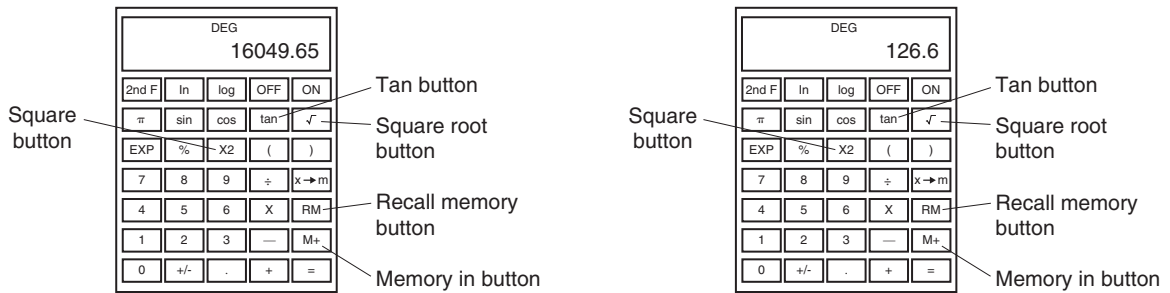 DEG
16049.65
2nd F In log OFF ON
π sin cos tan √
EXP % X2 ( )
7 8 9 ÷ x→m
4 5 6 X RM
1 2 3 — M+
0 +/- . + =
Square
button
Tan button
Square root
button
Recall memory
button
Memory in button
DEG
126.6
2nd F In log OFF ON
π sin cos tan √
EXP % X2 ( )
7 8 9 ÷ x→m
4 5 6 X RM
1 2 3 — M+
0 +/- . + =
Square
button
Tan button
Square root
button
Recall memory
button
Memory in button